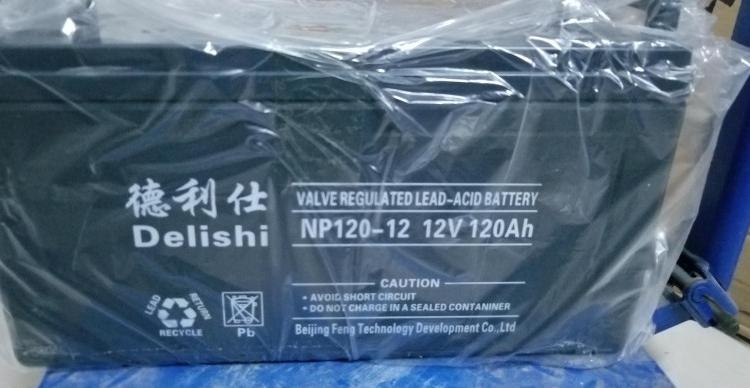 德利仕
Delishi
VALVE REGULATED LEAD-ACID BATTERY
NP120-12 12V 120Ah
CAUTION
• AVOID SHORT CIRCUIT
• DO NOT CHARGE IN A SEALED CONTANINER
Beijing Feng Technology Development Co.,Ltd
LEAD RETURN
RECYCLE
Pb